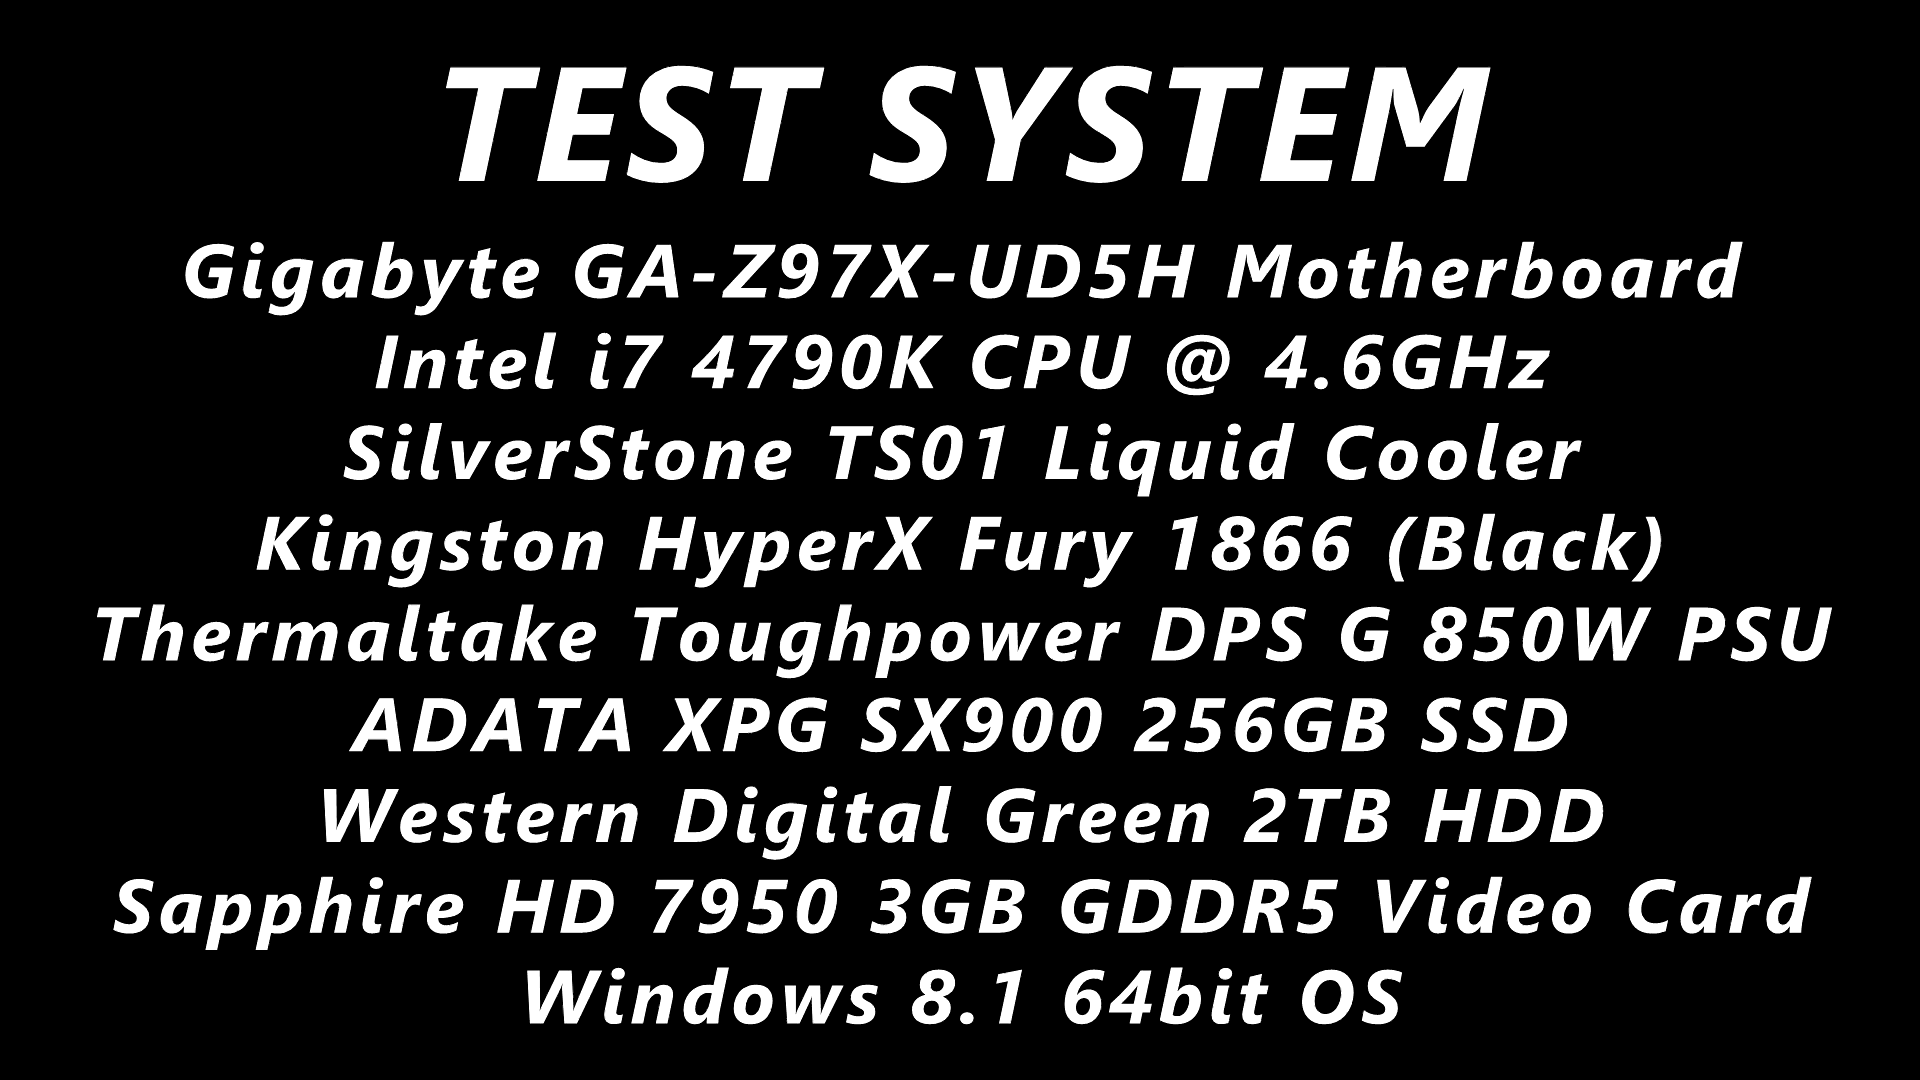 TEST SYSTEM
Gigabyte GA-Z97X-UD5H Motherboard
Intel i7 4790K CPU @ 4.6GHz
SilverStone TS01 Liquid Cooler
Kingston HyperX Fury 1866 (Black)
Thermaltake Toughpower DPS G 850W PSU
ADATA XPG SX900 256GB SSD
Western Digital Green 2TB HDD
Sapphire HD 7950 3GB GDDR5 Video Card
Windows 8.1 64bit OS